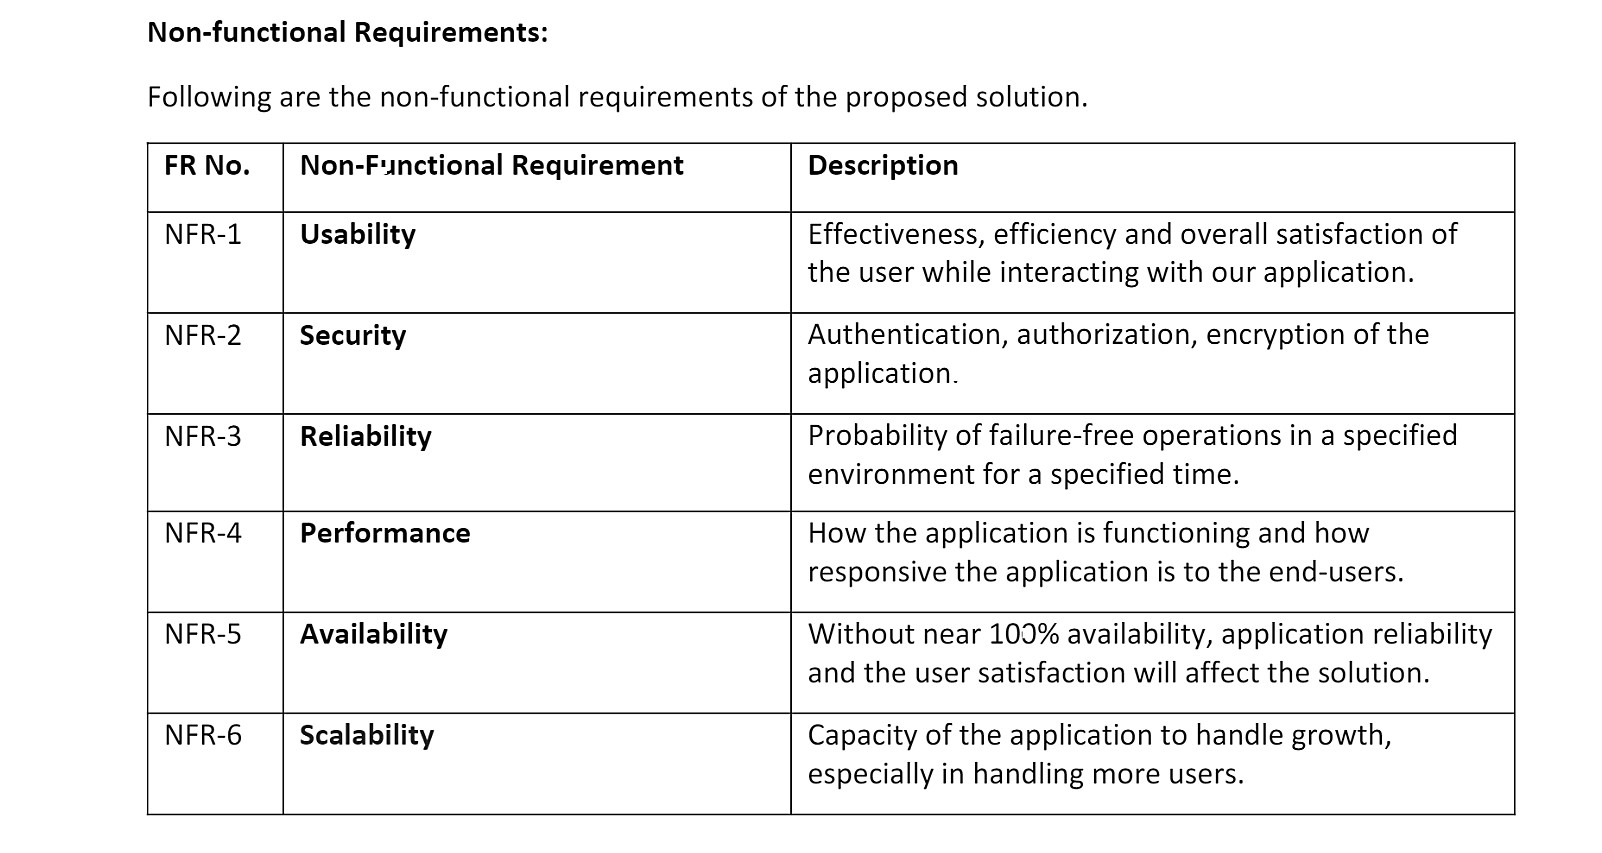 Non-functional Requirements:
Following are the non-functional requirements of the proposed solution.
FR No. Non-Functional Requirement Description
NFR-1 Usability Effectiveness, efficiency and overall satisfaction of
the user while interacting with our application.
NFR-2 Security Authentication, authorization, encryption of the
application.
NFR-3 Reliability Probability of failure-free operations in a specified
environment for a specified time.
NFR-4 Performance How the application is functioning and how
responsive the application is to the end-users.
NFR-5 Availability Without near 100% availability, application reliability
and the user satisfaction will affect the solution.
NFR-6 Scalability Capacity of the application to handle growth,
especially in handling more users.